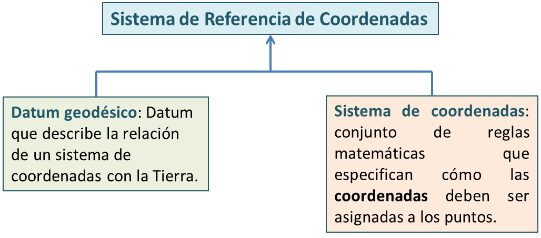 Sistema de Referencia de Coordenadas
Datum geodésico: Datum
que describe la relación
de un sistema de
coordenadas con la Tierra.
Sistema de coordenadas:
conjunto de reglas
matemáticas que
especifican cómo las
coordenadas deben ser
asignadas a los puntos.